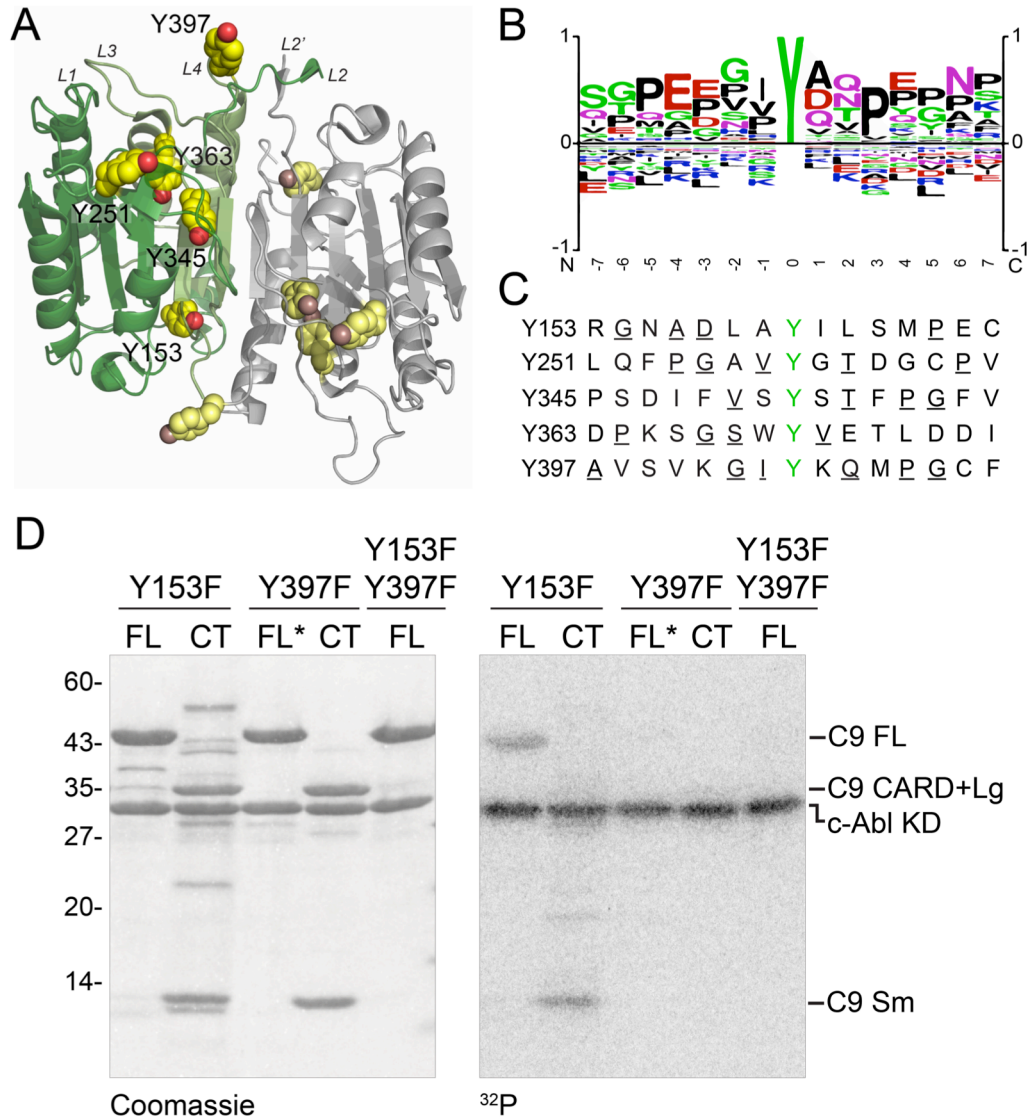 A
Y397
L2'
L3
L4
L2
L1
Y363
Y251
Y345
Y153
B
1
0
-1
1
0
-1
N -7 -6 -5 -4 -3 -2 -1 0 1 2 3 4 5 6 7 C
C
Y153 R G N A D L A Y I L S M P E C
Y251 L Q F P G A V Y G T D G C P V
Y345 P S D I F V S Y S T F P G F V
Y363 D P K S G S W Y V E T L D D I
Y397 A V S V K G I Y K Q M P G C F
D
Y153F Y397F Y153F Y397F
FL CT FL* CT FL
Y153F Y397F Y153F Y397F
FL CT FL* CT FL
60-
43-
35-
27-
20-
14-
C9 FL
C9 CARD+Lg
c-Abl KD
C9 Sm
Coomassie
32P